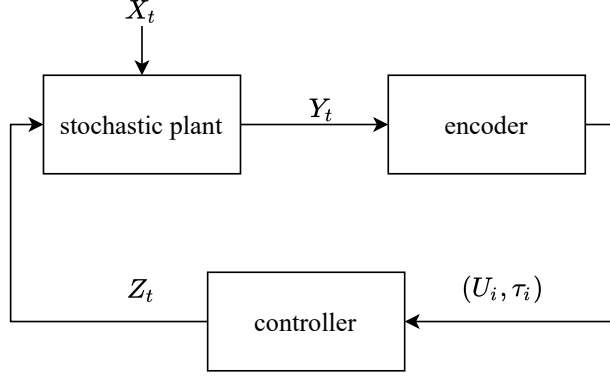 X_t
stochastic plant
Y_t
encoder
Z_t
(U_i, τ_i)
controller